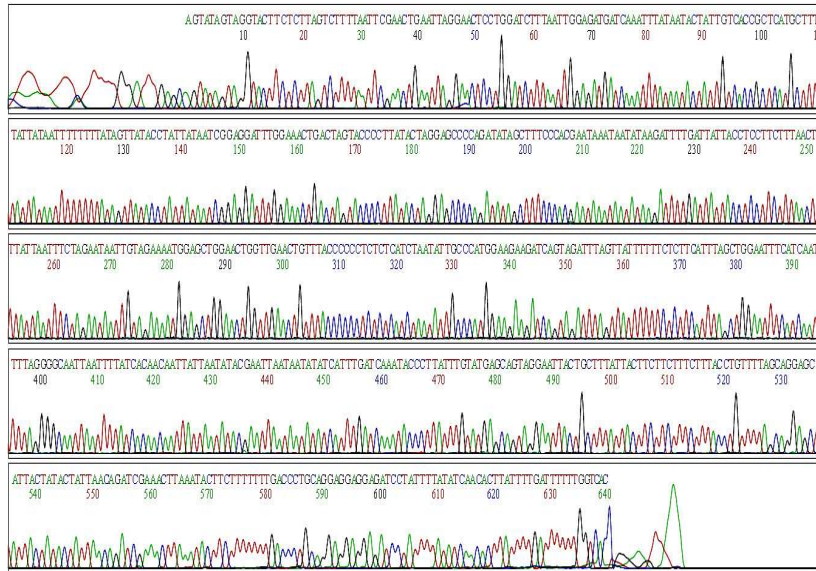 AGTATAGTAGGTACTTCTCTTAGTCTTTTAATTCGAACTGAATTAGGAACTCCTGGATCTTTAATTGGAGATGATCAAATTTATAATACTATTGTCACCGCTCATGCTTTT
10 20 30 40 50 60 70 80 90 100 110
TATTATAATTTTTTTTATAGTTATACCTATTATAATCGGAGGATTTGGAAACTGACTAGTACCCCTTATACTAGGAGCCCCAGATATAGCTTTCCCACGAATAAATAATATAAGATTTTGATTATTACCTCCTTCTTTAACT
120 130 140 150 160 170 180 190 200 210 220 230 240 250
TTATTAATTTCTAGAATAATTGTAGAAAATGGAGCTGGAACTGGTTGAACTGTTTACCCCCCTCTCTCATCTAATATTGCCCATGGAAGAAGATCAGTAGATTTAGTTATTTTTTCTCTTCATTTAGCTGGAATTTCATCAAT
260 270 280 290 300 310 320 330 340 350 360 370 380 390
TTTAGGGGCAATTAATTTTATCACAACAATTATTAATATACGAATTAATAATATATCATTTGATCAAATACCCTTATTTGTATGAGCAGTAGGAATTACTGCTTTATTACTTCTTCTTTCTTTACCTGTTTTAGCAGGAGC
400 410 420 430 440 450 460 470 480 490 500 510 520 530
ATTACTATACTATTAACAGATCGAAACTTAAATACTTCTTTTTTTGACCCTGCAGGAGGAGGAGATCCTATTTTATATCAACACTTATTTTGATTTTTTGGTCAC
540 550 560 570 580 590 600 610 620 630 640